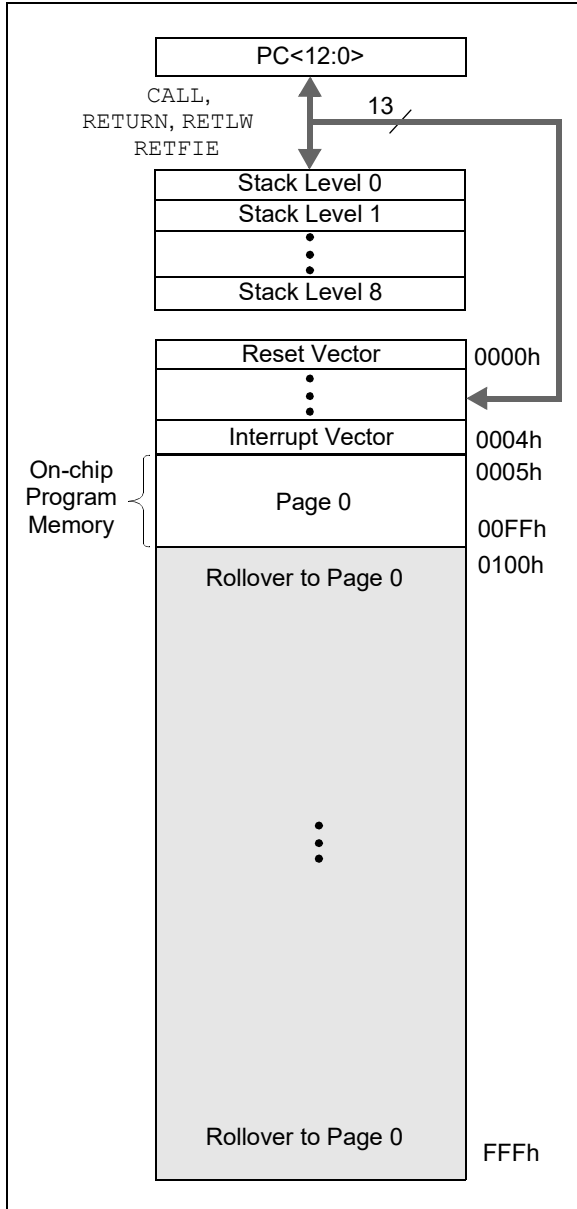 PC<12:0>
CALL,
RETURN, RETLW
RETFIE
13
Stack Level 0
Stack Level 1
Stack Level 8
Reset Vector
0000h
Interrupt Vector
0004h
On-chip
Program
Memory
Page 0
0005h
00FFh
Rollover to Page 0
0100h
Rollover to Page 0
FFFh